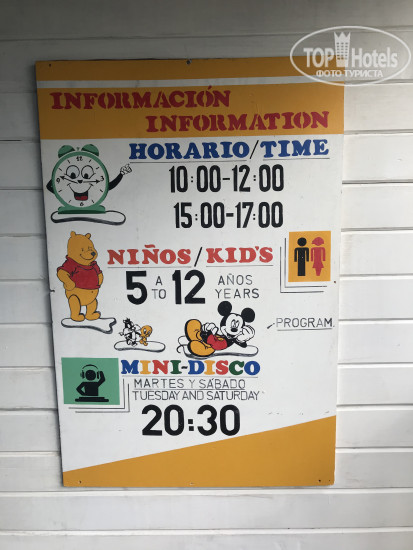 TOP Hotels
ФОТО ТУРИСТА
INFORMACIÓN
INFORMATION
HORARIO/TIME
10:00-12:00
15:00-17:00
NIÑOS/KID'S
5 A TO 12 AÑOS YEARS
PROGRAM.
MINI-DISCO
MARTES Y SÁBADO
TUESDAY AND SATURDAY
20:30